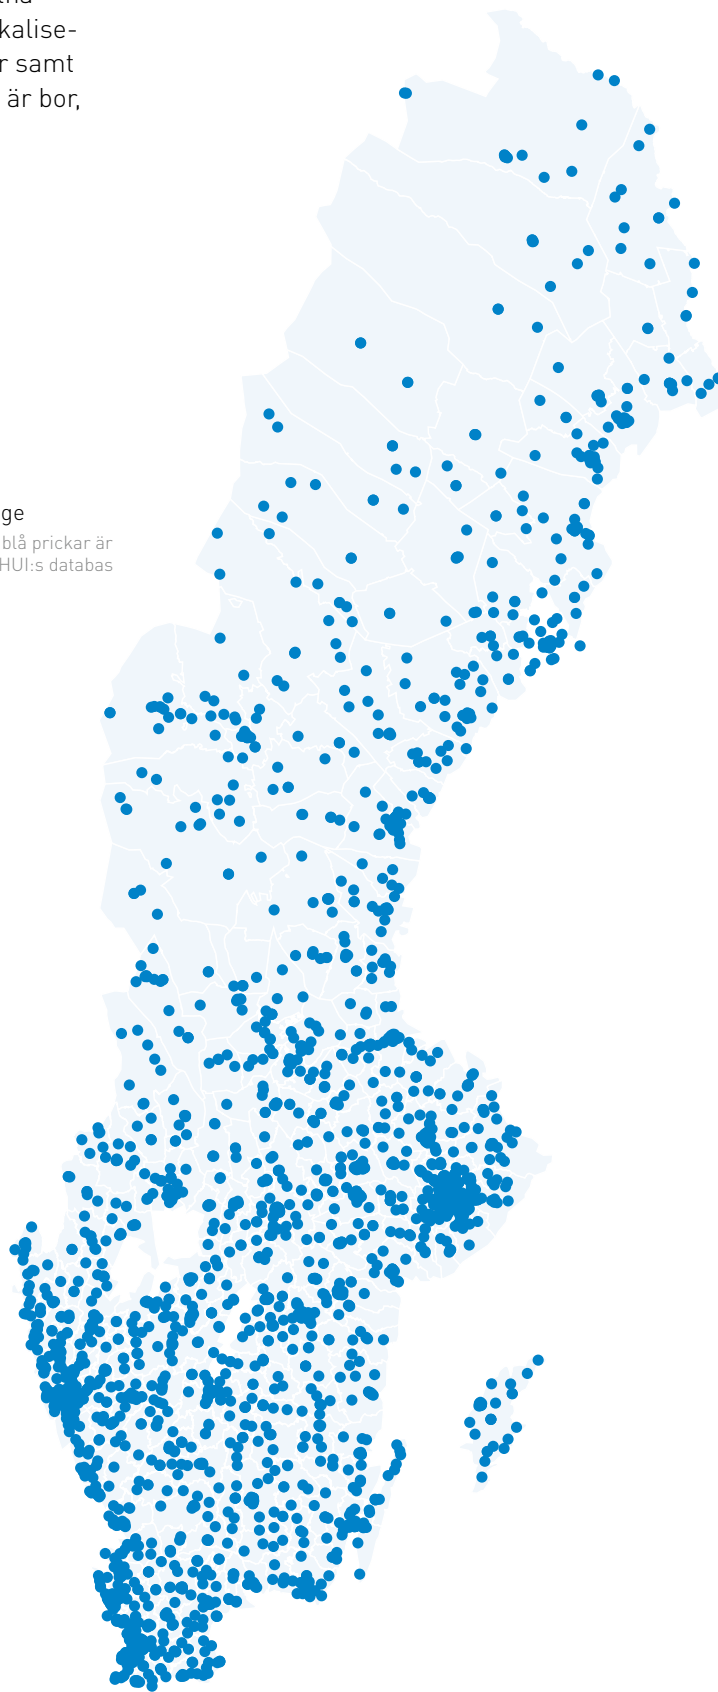 kalise-
r samt
är bor,
ge
blå prickar är
HUI:s databas